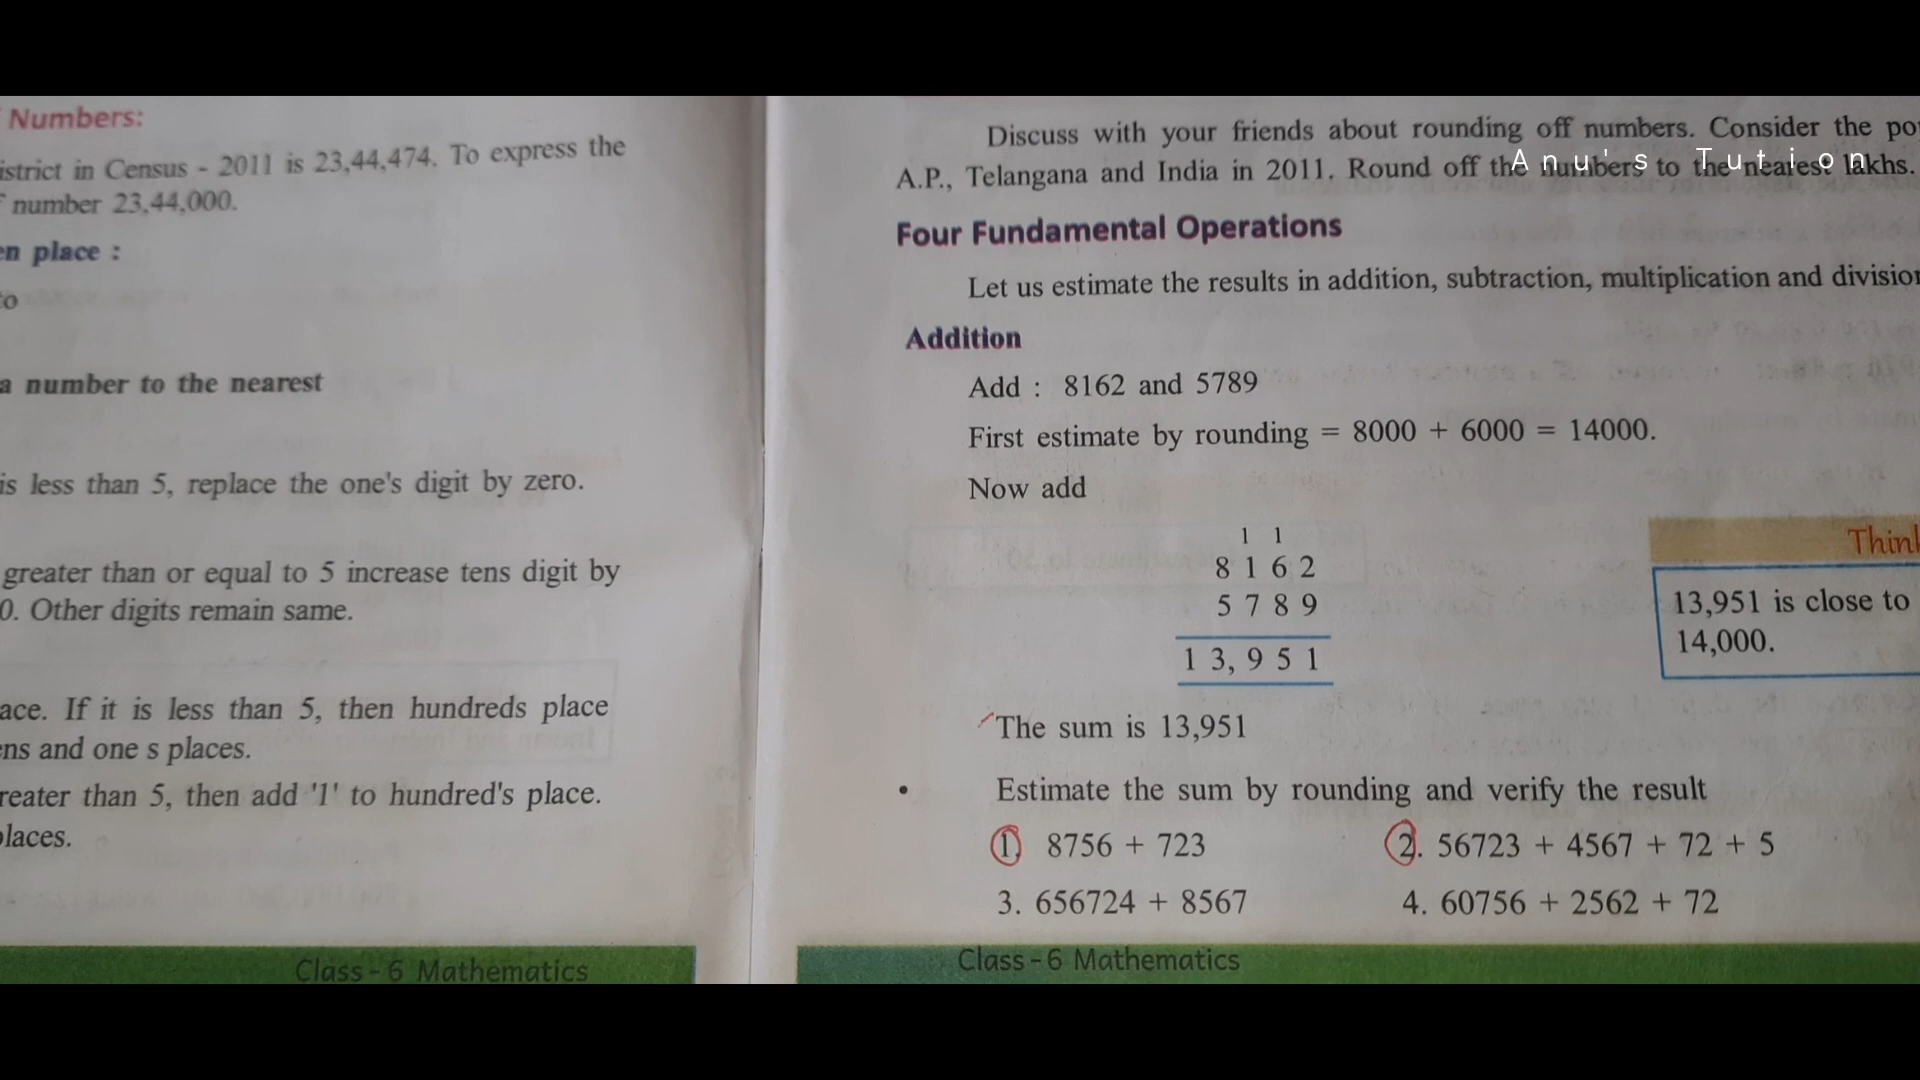 Numbers:
istrict in Census - 2011 is 23,44,474. To express the
number 23,44,000.
en place :
to
a number to the nearest
is less than 5, replace the one's digit by zero.
greater than or equal to 5 increase tens digit by
0. Other digits remain same.
ace. If it is less than 5, then hundreds place
ens and one s places.
reater than 5, then add '1' to hundred's place.
places.
Class - 6 Mathematics
Discuss with your friends about rounding off numbers. Consider the po
A.P., Telangana and India in 2011. Round off the numbers to the nearest lakhs.
Anu's Tution
Four Fundamental Operations
Let us estimate the results in addition, subtraction, multiplication and division
Addition
Add : 8162 and 5789
First estimate by rounding = 8000 + 6000 = 14000.
Now add
1 1
8 1 6 2
5 7 8 9
1 3, 9 5 1
Think
13,951 is close to
14,000.
The sum is 13,951
• Estimate the sum by rounding and verify the result
1. 8756 + 723
2. 56723 + 4567 + 72 + 5
3. 656724 + 8567
4. 60756 + 2562 + 72
Class - 6 Mathematics